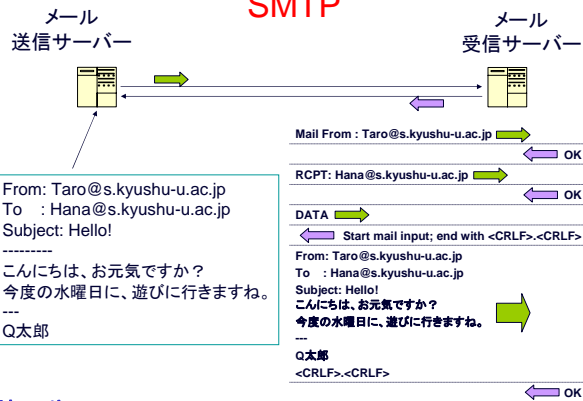 SMTP
メール
送信サーバー
メール
受信サーバー
From: Taro@s.kyushu-u.ac.jp
To : Hana@s.kyushu-u.ac.jp
Subject: Hello!
---------
こんにちは、お元気ですか？
今度の水曜日に、遊びに行きますね。
---
Q太郎
Mail From : Taro@s.kyushu-u.ac.jp
OK
RCPT: Hana@s.kyushu-u.ac.jp
OK
DATA
Start mail input; end with <CRLF>.<CRLF>
From: Taro@s.kyushu-u.ac.jp
To : Hana@s.kyushu-u.ac.jp
Subject: Hello!
こんにちは、お元気ですか？
今度の水曜日に、遊びに行きますね。
---
Q太郎
<CRLF>.<CRLF>
OK